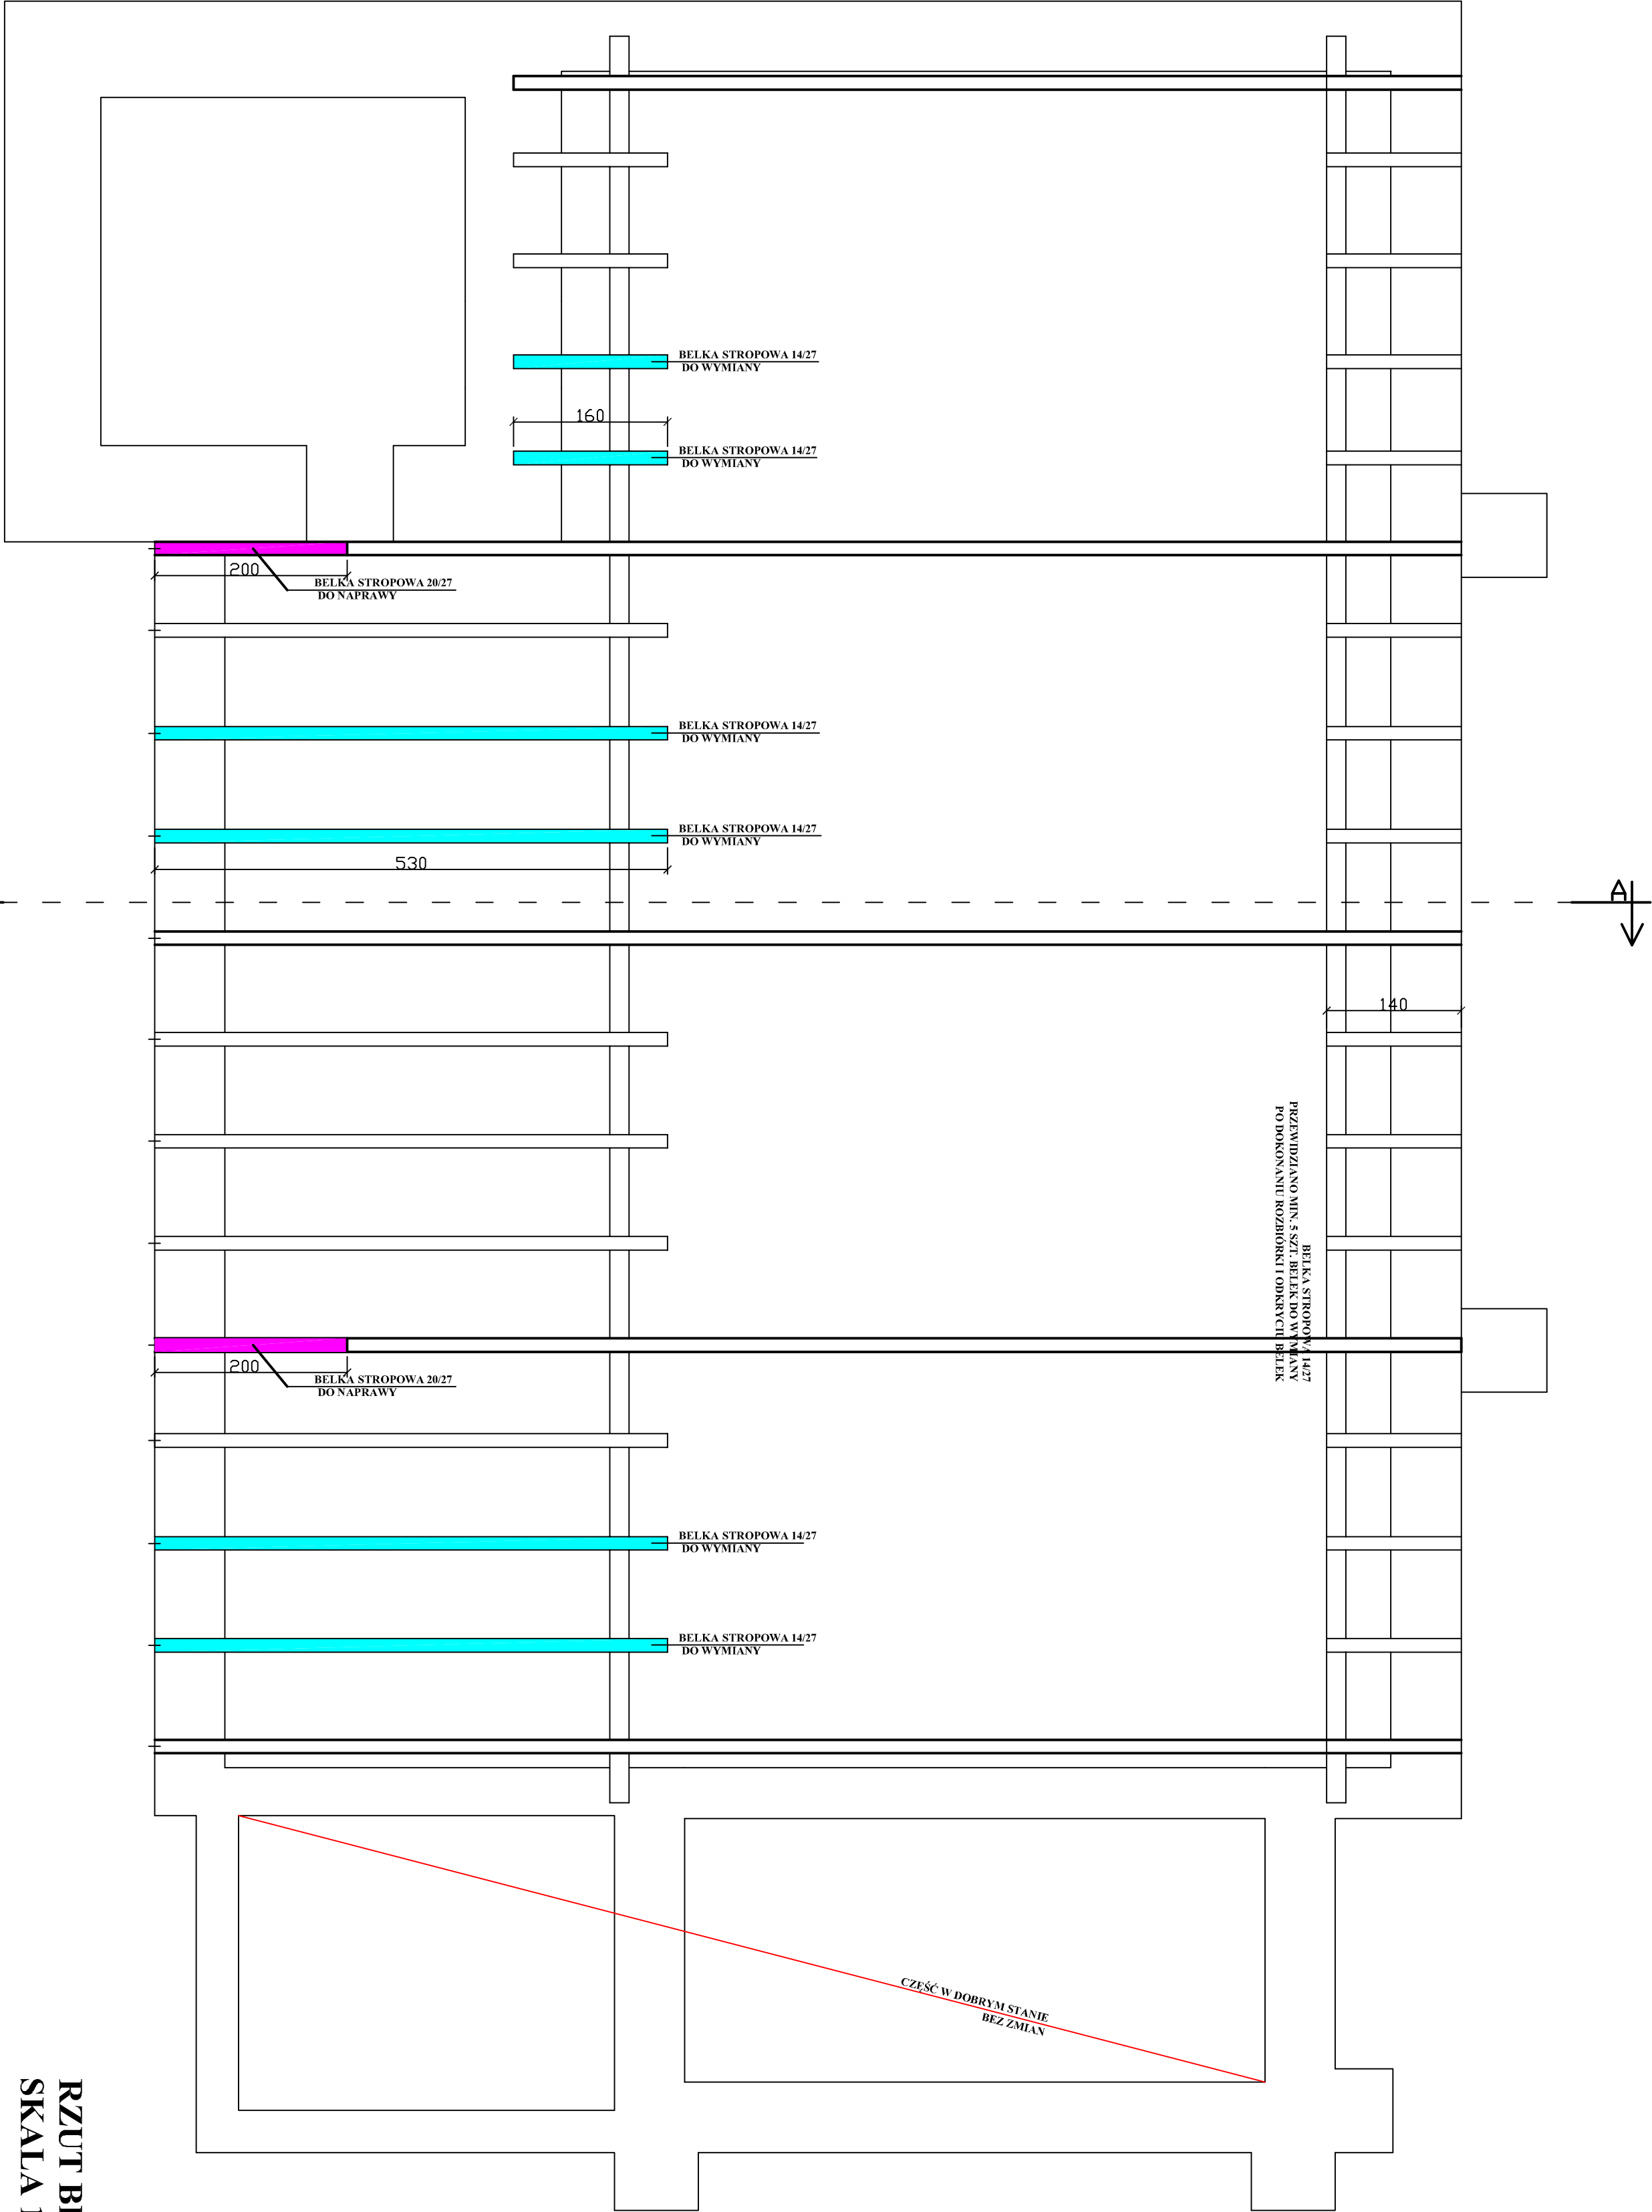 BELKA STROPOWA 14/27
DO WYMIANY
160
BELKA STROPOWA 14/27
DO WYMIANY
200
BELKA STROPOWA 20/27
DO NAPRAWY
BELKA STROPOWA 14/27
DO WYMIANY
BELKA STROPOWA 14/27
DO WYMIANY
530
A
140
BELKA STROPOWA 14/27
PRZEWIDZIANO MIN. 5 SZT. BELEK DO WYMIANY
PO DOKONANIU ROZBIÓRKI I ODKRYCIU BELEK
200
BELKA STROPOWA 20/27
DO NAPRAWY
BELKA STROPOWA 14/27
DO WYMIANY
BELKA STROPOWA 14/27
DO WYMIANY
CZĘŚĆ W DOBRYM STANIE
BEZ ZMIAN
RZUT
SKALA